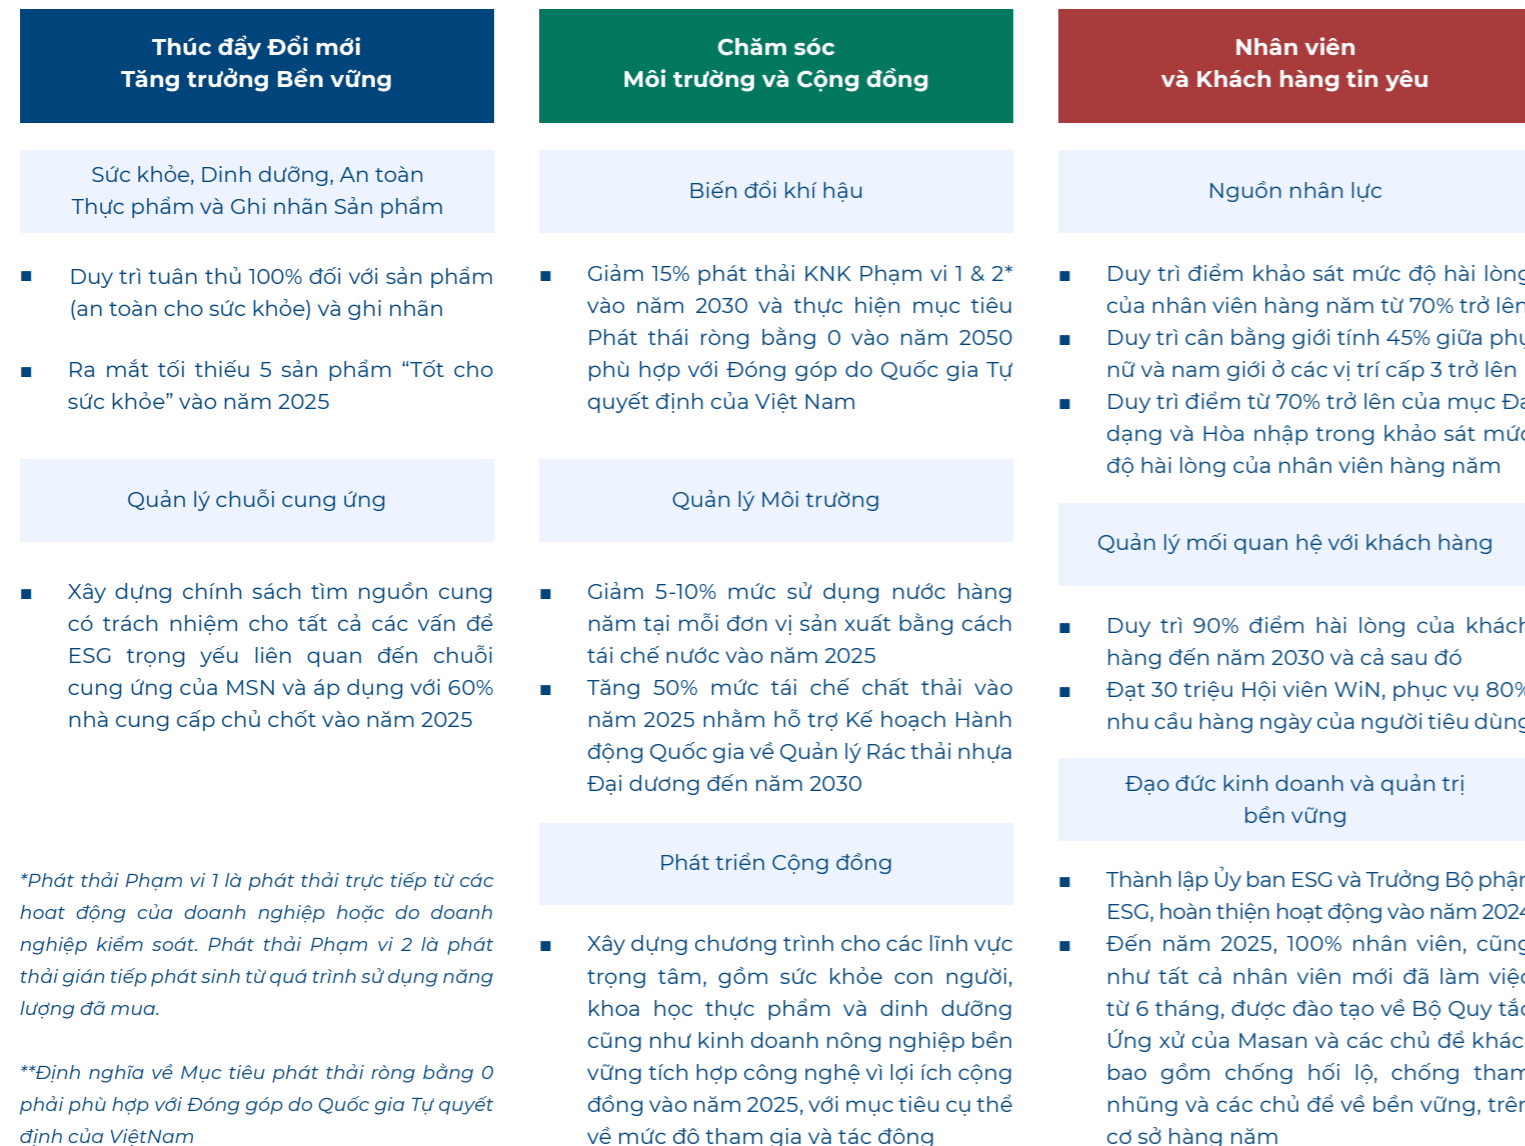 Thúc đẩy Đổi mới
Tăng trưởng Bền vững
Sức khỏe, Dinh dưỡng, An toàn
Thực phẩm và Ghi nhãn Sản phẩm
■ Duy trì tuân thủ 100% đối với sản phẩm
(an toàn cho sức khỏe) và ghi nhãn
■ Ra mắt tối thiểu 5 sản phẩm “Tốt cho
sức khỏe” vào năm 2025
Quản lý chuỗi cung ứng
■ Xây dựng chính sách tìm nguồn cung
có trách nhiệm cho tất cả các vấn đề
ESG trọng yếu liên quan đến chuỗi
cung ứng của MSN và áp dụng với 60%
nhà cung cấp chủ chốt vào năm 2025
*Phát thải Phạm vi 1 là phát thải trực tiếp từ các
hoat động của doanh nghiệp hoặc do doanh
nghiệp kiểm soát. Phát thải Phạm vi 2 là phát
thải gián tiếp phát sinh từ quá trình sử dụng năng
lượng đã mua.
**Định nghĩa về Mục tiêu phát thải ròng bằng 0
phải phù hợp với Đóng góp do Quốc gia Tự quyết
định của ViệtNam
Chăm sóc
Môi trường và Cộng đồng
Biến đổi khí hậu
■ Giảm 15% phát thải KNK Phạm vi 1 & 2*
vào năm 2030 và thực hiện mục tiêu
Phát thái ròng bằng 0 vào năm 2050
phù hợp với Đóng góp do Quốc gia Tự
quyết định của Việt Nam
Quản lý Môi trường
■ Giảm 5-10% mức sử dụng nước hàng
năm tại mỗi đơn vị sản xuất bằng cách
tái chế nước vào năm 2025
■ Tăng 50% mức tái chế chất thải vào
năm 2025 nhằm hỗ trợ Kế hoạch Hành
động Quốc gia về Quản lý Rác thải nhựa
Đại dương đến năm 2030
Phát triển Cộng đồng
■ Xây dựng chương trình cho các lĩnh vực
trọng tâm, gồm sức khỏe con người,
khoa học thực phẩm và dinh dưỡng
cũng như kinh doanh nông nghiệp bền
vững tích hợp công nghệ vì lợi ích cộng
đồng vào năm 2025, với mục tiêu cụ thể
về mức độ tham gia và tác động
Nhân viên
và Khách hàng tin yêu
Nguồn nhân lực
■ Duy trì điểm khảo sát mức độ hài lòng
của nhân viên hàng năm từ 70% trở lên
■ Duy trì cân bằng giới tính 45% giữa phụ
nữ và nam giới ở các vị trí cấp 3 trở lên
■ Duy trì điểm từ 70% trở lên của mục Đa
dạng và Hòa nhập trong khảo sát mức
độ hài lòng của nhân viên hàng năm
Quản lý mối quan hệ với khách hàng
■ Duy trì 90% điểm hài lòng của khách
hàng đến năm 2030 và cả sau đó
■ Đạt 30 triệu Hội viên WiN, phục vụ 80%
nhu cầu hàng ngày của người tiêu dùng
Đạo đức kinh doanh và quản trị
bền vững
■ Thành lập Ủy ban ESG và Trưởng Bộ phận
ESG, hoàn thiện hoạt động vào năm 2024
■ Đến năm 2025, 100% nhân viên, cũng
như tất cả nhân viên mới đã làm việc
từ 6 tháng, được đào tạo về Bộ Quy tắc
Ứng xử của Masan và các chủ đề khác,
bao gồm chống hối lộ, chống tham
nhũng và các chủ đề về bền vững, trên
cơ sở hàng năm